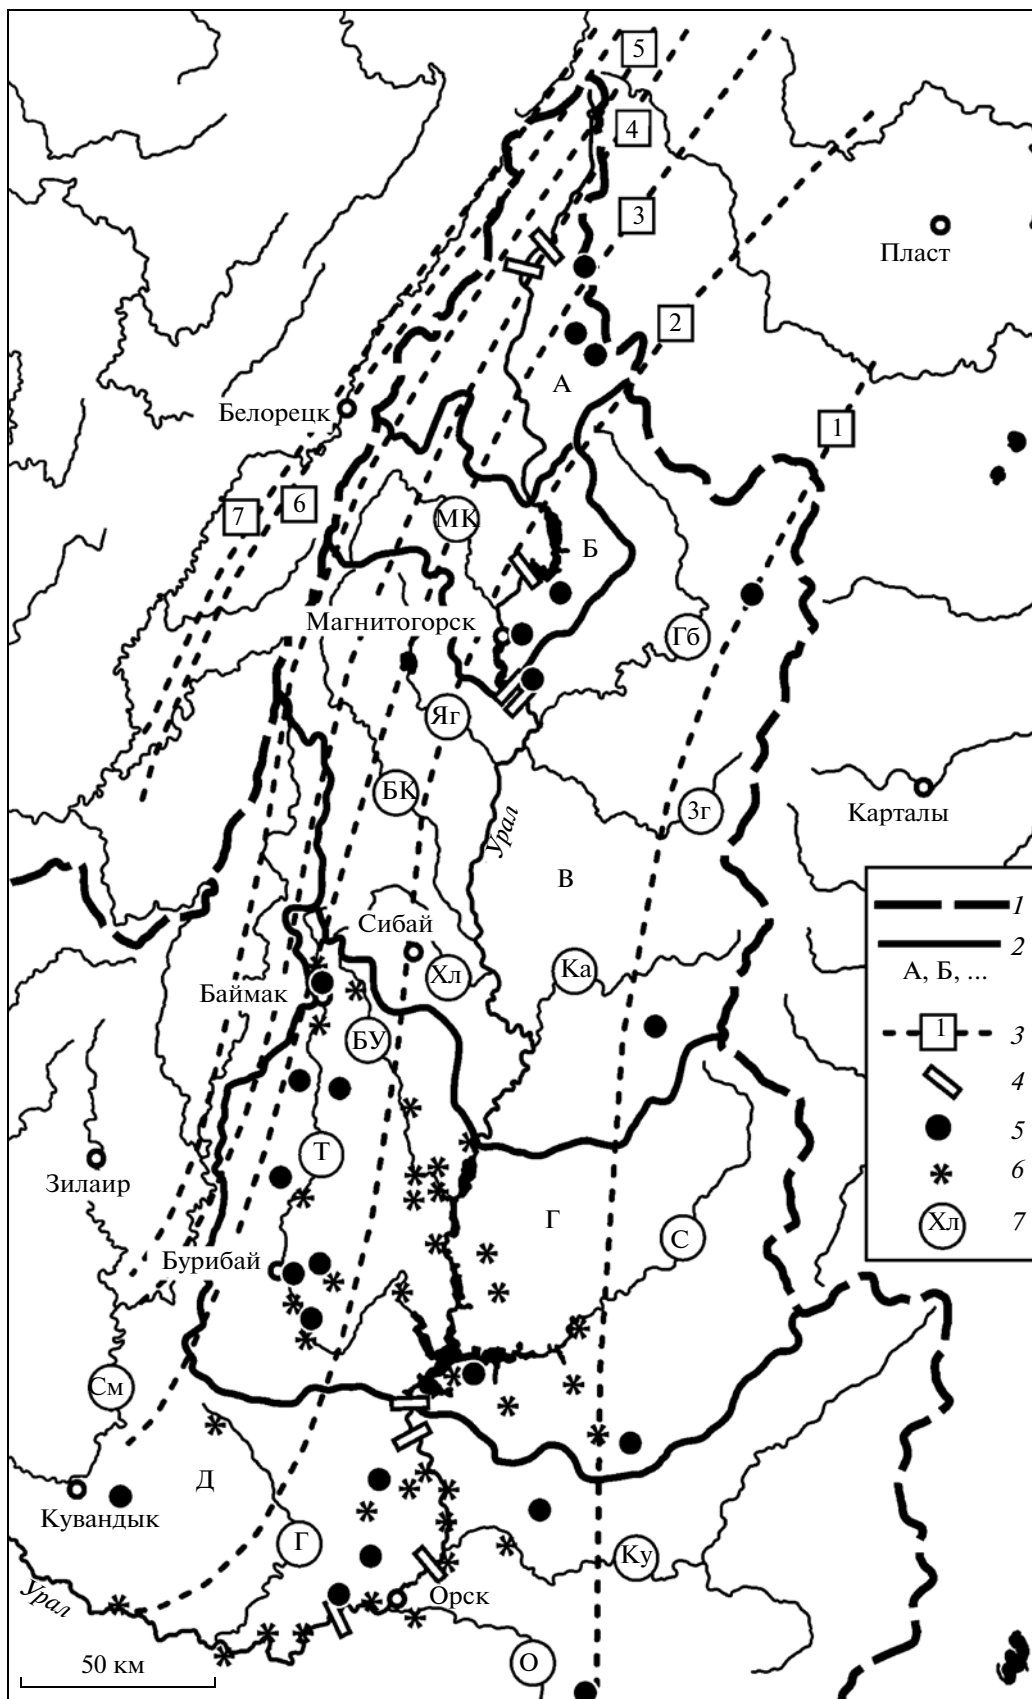 5
4
3
Пласт
2
А
Белорецк
1
6
7
МК
Б
Магнитогорск
Гб
Яг
БК
Зг
Урал
Карталы
В
1
Сибай
2
Хл
Ка
А, Б, ...
Баймак
1
3
БУ
4
5
Т
6
Зилаир
Г
Хл
7
С
Бурибай
См
Д
Кувандык
Г
Ку
Урал
Орск
50 км
О